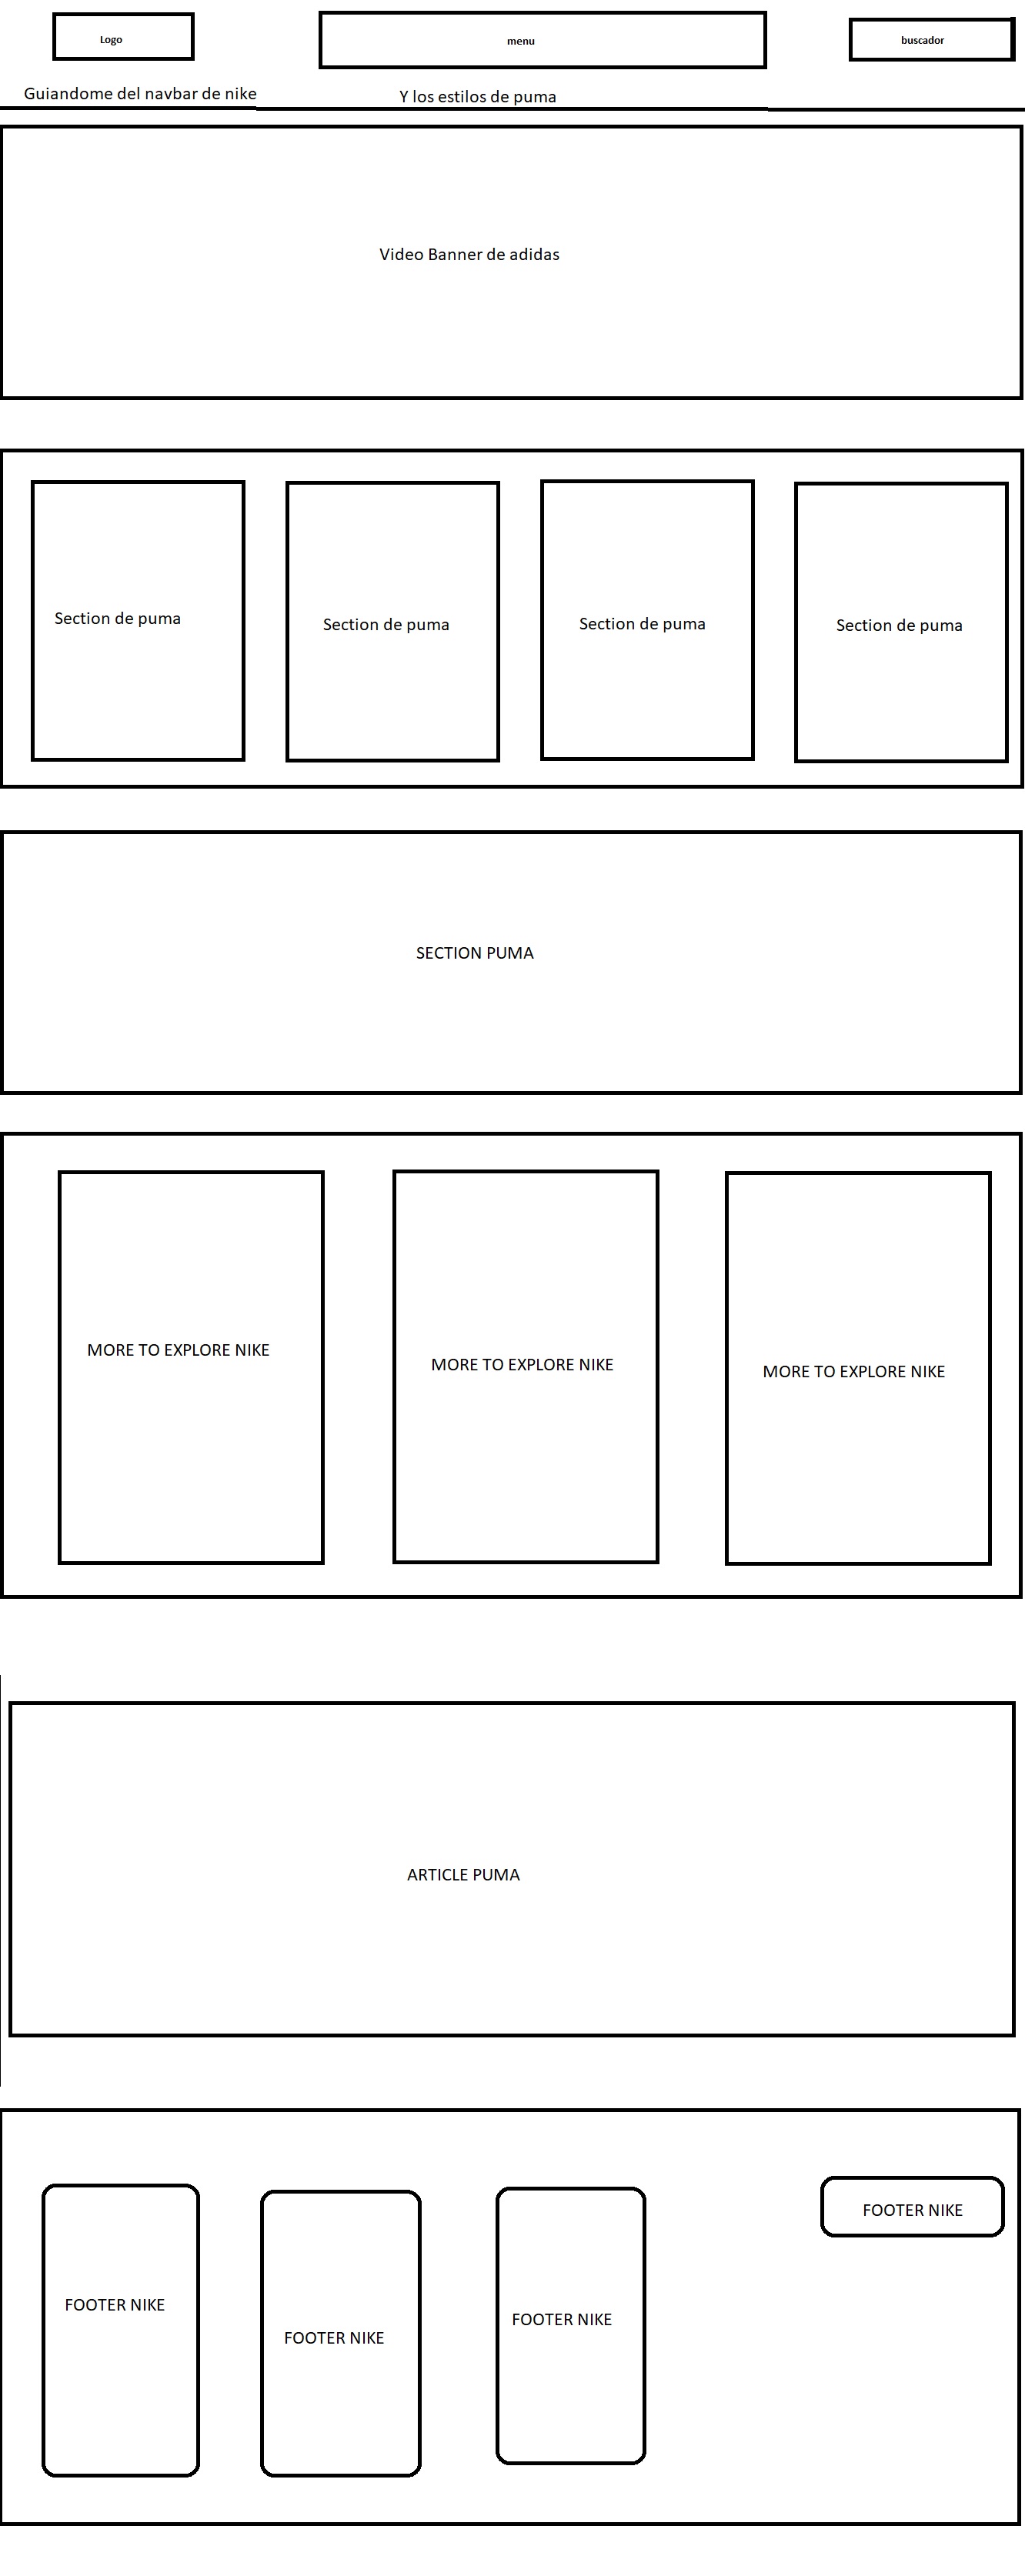 Logo
menu
buscador
Guiandome del navbar de nike
Y los estilos de puma
Video Banner de adidas
Section de puma
Section de puma
Section de puma
Section de puma
SECTION PUMA
MORE TO EXPLORE NIKE
MORE TO EXPLORE NIKE
MORE TO EXPLORE NIKE
ARTICLE PUMA
FOOTER NIKE
FOOTER NIKE
FOOTER NIKE
FOOTER NIKE